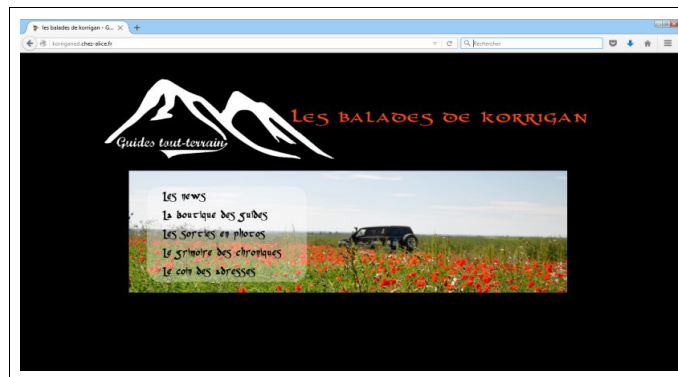 les balades de korrigan - G...
korriganod.chez-alice.fr
Rechercher
Guides tout-terrain
Les balades de korrigan
Les news
La boutique des guides
Les sorties en photos
Le grimoire des chroniques
Le coin des adresses